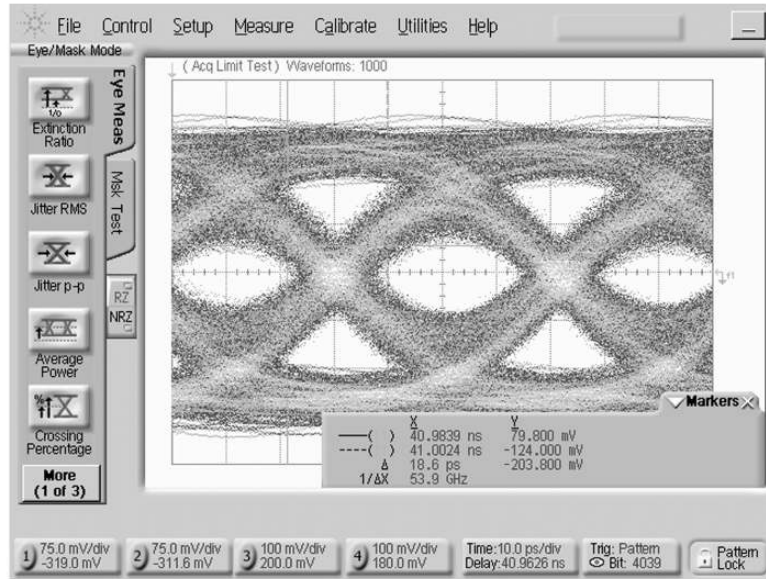 File Control Setup Measure Calibrate Utilities Help
Eye/Mask Mode
( Acq Limit Test ) Waveforms: 1000
Eye Meas
Msk Test
RZ
NRZ
1/0
Extinction
Ratio
Jitter RMS
Jitter p-p
Average
Power
%
Crossing
Percentage
More
(1 of 3)
f1
Markers
X Y
——( ) 40.9839 ns 79.800 mV
----( ) 41.0024 ns -124.000 mV
Δ 18.6 ps -203.800 mV
1/ΔX 53.9 GHz
1 75.0 mV/div
-319.0 mV
2 75.0 mV/div
-311.6 mV
3 100 mV/div
200.0 mV
4 100 mV/div
180.0 mV
Time:10.0 ps/div
Delay:40.9626 ns
Trig: Pattern
Bit: 4039
Pattern
Lock